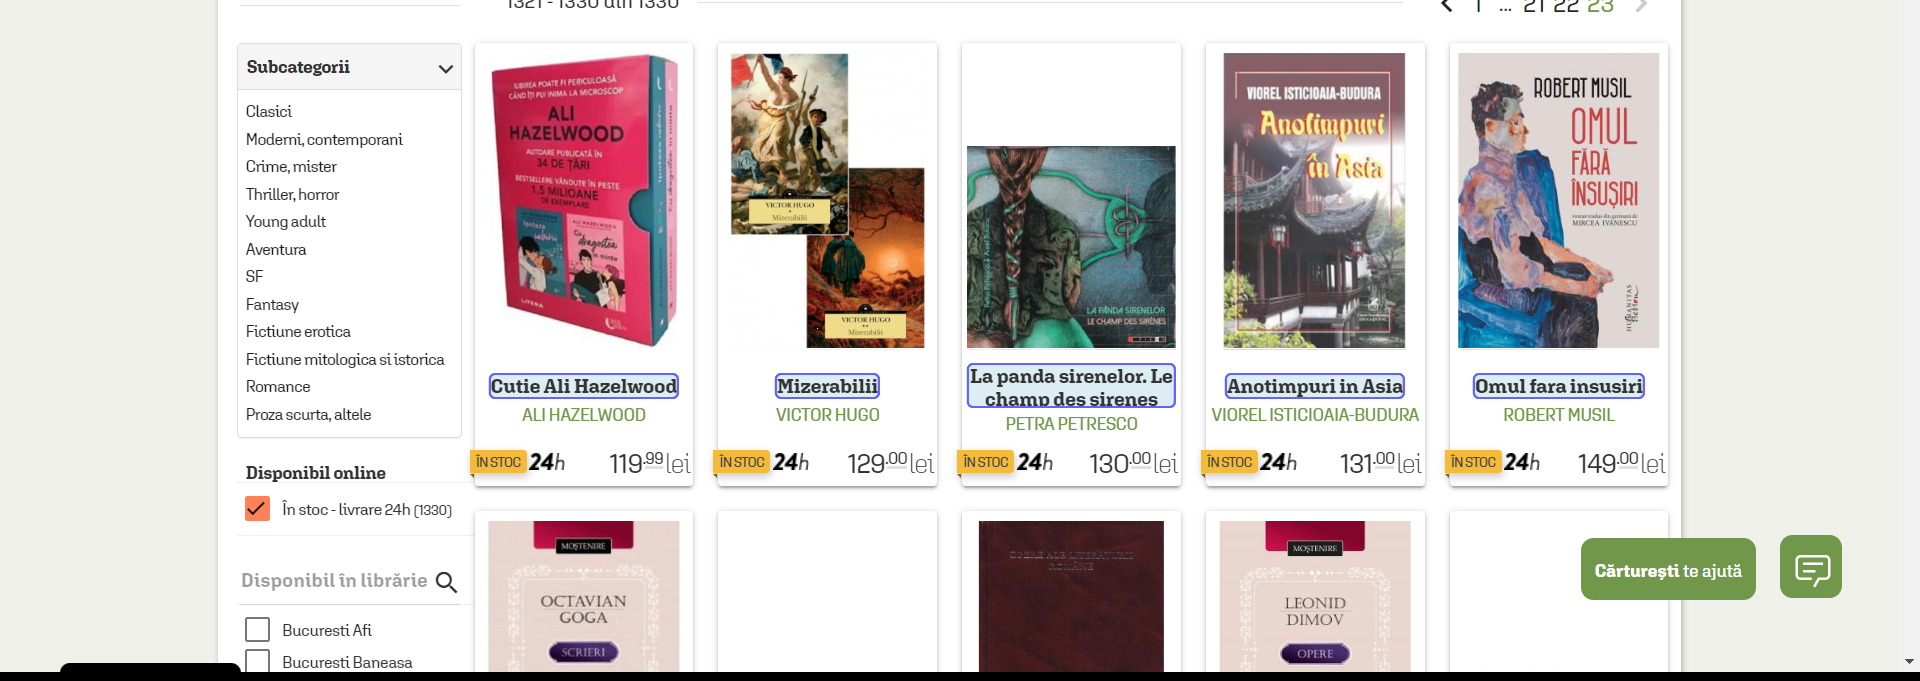 1321 - 1330 din 1330
1 ... 21 22 23
Subcategorii
Clasici
Moderni, contemporani
Crime, mister
Thriller, horror
Young adult
Aventura
SF
Fantasy
Fictiune erotica
Fictiune mitologica si istorica
Romance
Proza scurta, altele
Disponibil online
În stoc - livrare 24h (1330)
Disponibil în librărie
Bucuresti Afi
Bucuresti Baneasa
IUBIREA POATE FI PERICULOASĂ
CÂND ÎȚI PUI INIMA LA MICROSCOP
ALI
HAZELWOOD
AUTOARE PUBLICATĂ ÎN
34 DE ȚĂRI
BESTSELLERE VÂNDUTE ÎN PESTE
1,5 MILIOANE
DE EXEMPLARE
LITERA
Cutie Ali Hazelwood
ALI HAZELWOOD
ÎN STOC 24h 119.99 lei
VICTOR HUGO
Mizerabilii
VICTOR HUGO
Mizerabilii
Mizerabilii
VICTOR HUGO
ÎN STOC 24h 129.00 lei
LA PÂNDA SIRENELOR
LE CHAMP DES SIRÈNES
La panda sirenelor. Le
champ des sirenes
PETRA PETRESCO
ÎN STOC 24h 130.00 lei
VIOREL ISTICIOAIA-BUDURA
Anotimpuri
în Asia
Anotimpuri in Asia
VIOREL ISTICIOAIA-BUDURA
ÎN STOC 24h 131.00 lei
ROBERT MUSIL
OMUL
FĂRĂ
ÎNSUȘIRI
roman tradus din germană de
MIRCEA IVĂNESCU
HUMANITAS
Omul fara insusiri
ROBERT MUSIL
ÎN STOC 24h 149.00 lei
MOȘTENIRE
OCTAVIAN
GOGA
SCRIERI
OPERE ALE LITERATURII
ROMÂNE
MOȘTENIRE
LEONID
DIMOV
OPERE
Cărturești te ajută